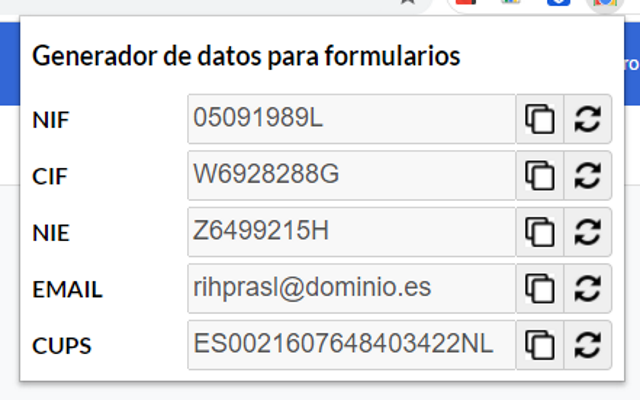 Generador de datos para formularios
ro
NIF 05091989L
CIF W6928288G
NIE Z6499215H
EMAIL rihprasl@dominio.es
CUPS ES0021607648403422NL